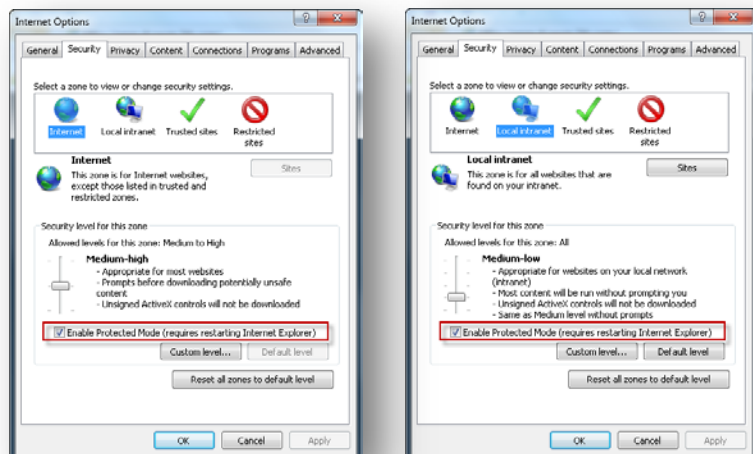 Internet Options
General Security Privacy Content Connections Programs Advanced
Select a zone to view or change security settings.
Internet Local intranet Trusted sites Restricted sites
Internet
Sites
This zone is for Internet websites,
except those listed in trusted and
restricted zones.
Security level for this zone
Allowed levels for this zone: Medium to High
Medium-high
- Appropriate for most websites
- Prompts before downloading potentially unsafe
content
- Unsigned ActiveX controls will not be downloaded
Enable Protected Mode (requires restarting Internet Explorer)
Custom level... Default level
Reset all zones to default level
OK Cancel Apply
Internet Options
General Security Privacy Content Connections Programs Advanced
Select a zone to view or change security settings.
Internet Local intranet Trusted sites Restricted sites
Local intranet
Sites
This zone is for all websites that are
found on your intranet.
Security level for this zone
Allowed levels for this zone: All
Medium-low
- Appropriate for websites on your local network
(intranet)
- Most content will be run without prompting you
- Unsigned ActiveX controls will not be downloaded
- Same as Medium level without prompts
Enable Protected Mode (requires restarting Internet Explorer)
Custom level... Default level
Reset all zones to default level
OK Cancel Apply